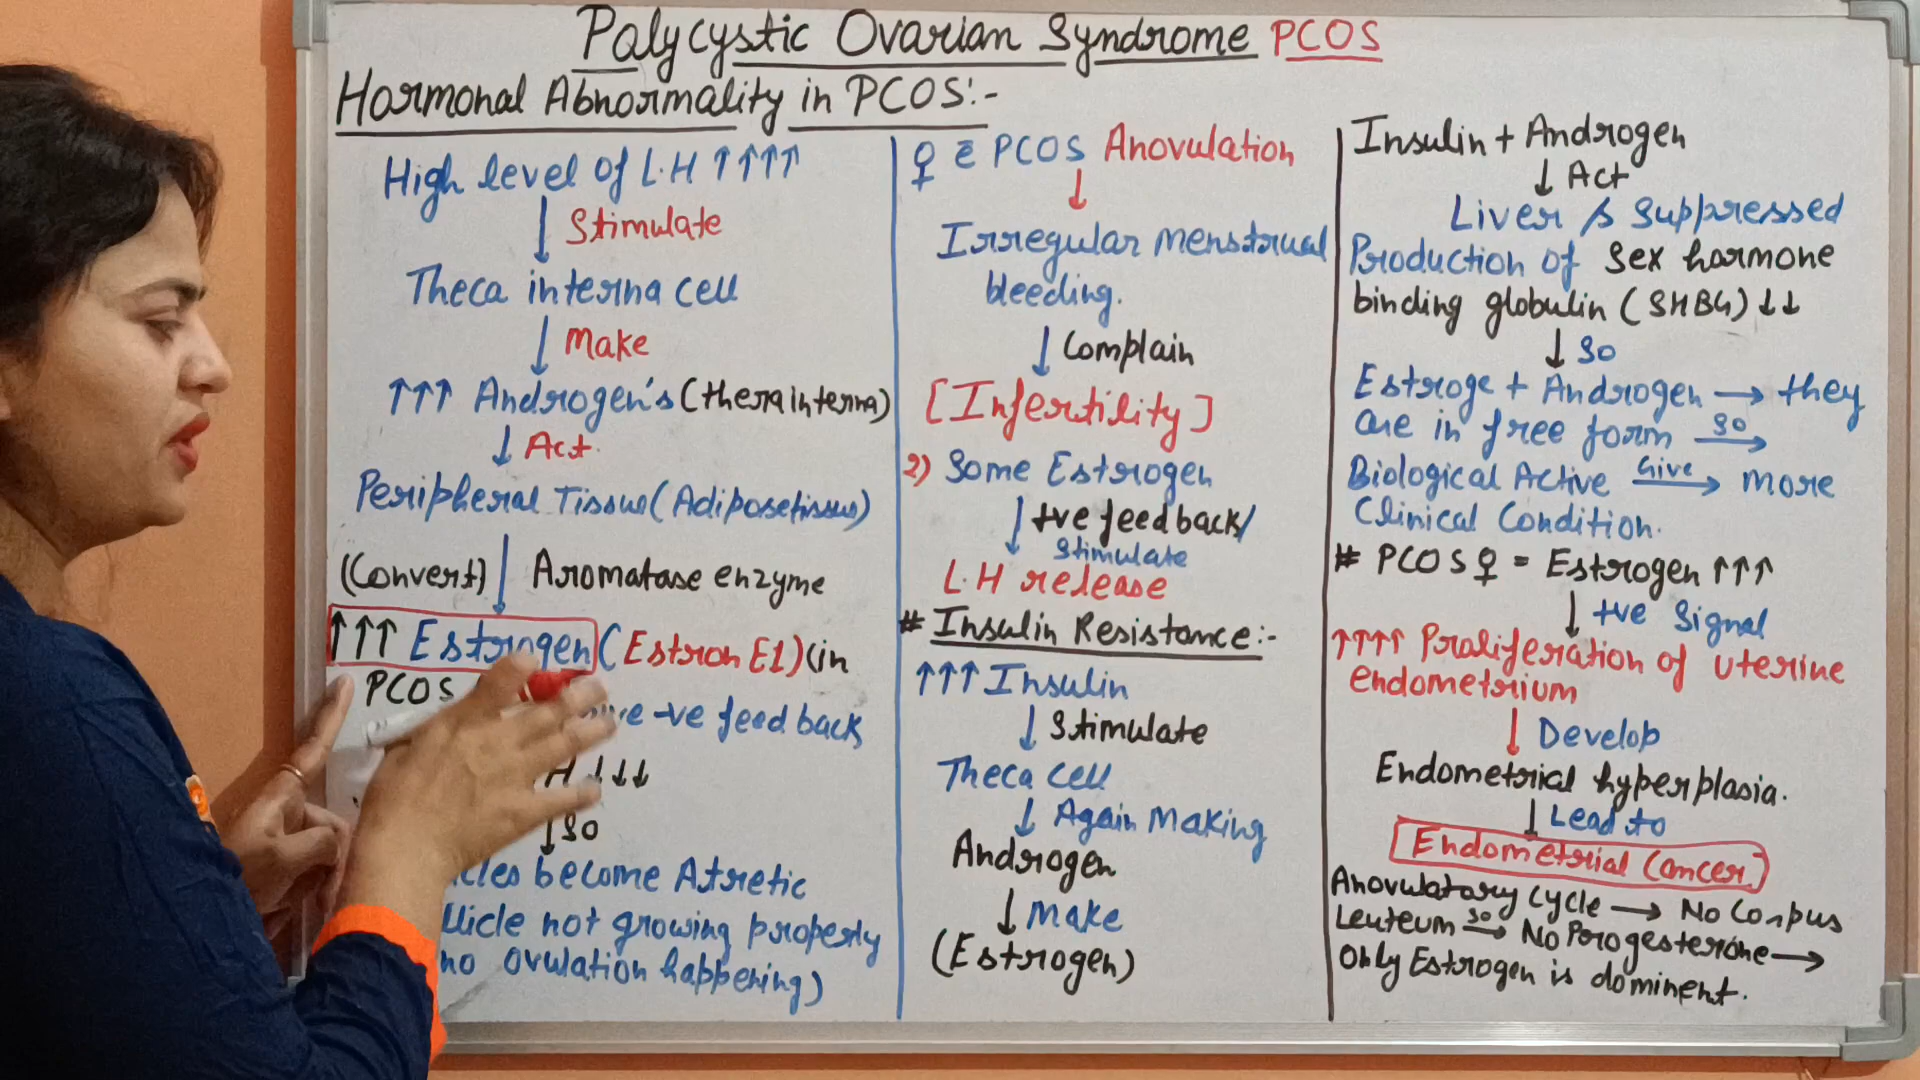 Polycystic Ovarian Syndrome PCOS
Hormonal Abnormality in PCOS:-
High level of L.H ↑↑↑↑
↓ Stimulate
Theca interna cell
↓ Make
↑↑↑ Androgen's (theca interna)
↓ Act.
Peripheral Tissue (Adipose tissue)
(Convert) ↓ Aromatase enzyme
↑↑↑ Estrogen (Estron E1) (in
PCOS
-ve feed back
H ↓↓↓
↓ So
become Atretic
not growing properly
no ovulation happening)
♀ c̄ PCOS Anovulation
↓
Irregular menstrual
bleeding.
↓ Complain
[Infertility]
2) Some Estrogen
↓ +ve feed back/
Stimulate
L.H release
# Insulin Resistance:-
↑↑↑ Insulin
↓ Stimulate
Theca cell
↓ Again Making
Androgen
↓ Make
(Estrogen)
Insulin + Androgen
↓ Act
Liver & Suppressed
Production of Sex hormone
binding globulin (SHBG) ↓↓
↓ So
Estroge + Androgen → they
are in free form So →
Biological Active Give → more
Clinical Condition.
# PCOS ♀ = Estrogen ↑↑↑
↓ +ve Signal
↑↑↑↑ Proliferation of uterine
endometrium
↓ Develop
Endometrial hyperplasia.
↓ Lead to
Endometrial Cancer
Anovulatory Cycle → No Corpus
Leuteum So → No Porogesterione →
Only Estrogen is dominent.